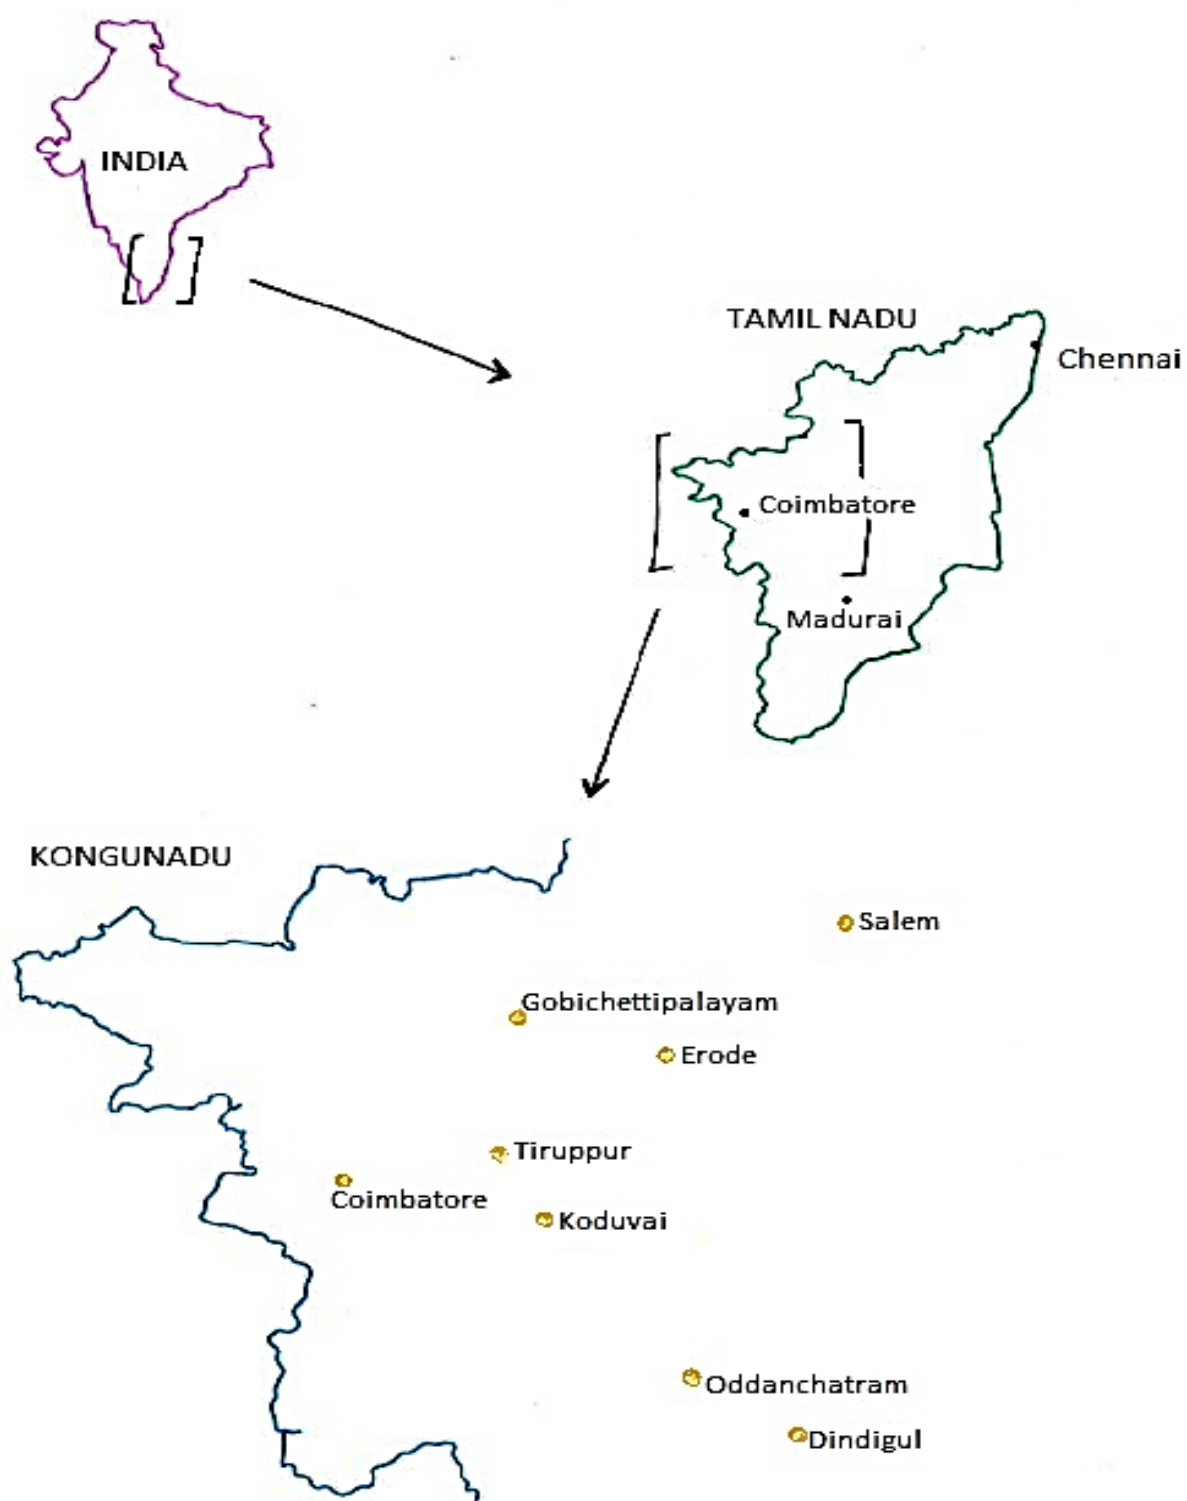 INDIA
TAMIL NADU
Chennai
Coimbatore
Madurai
KONGUNADU
Salem
Gobichettipalayam
Erode
Tiruppur
Coimbatore
Koduvai
Oddanchatram
Dindigul